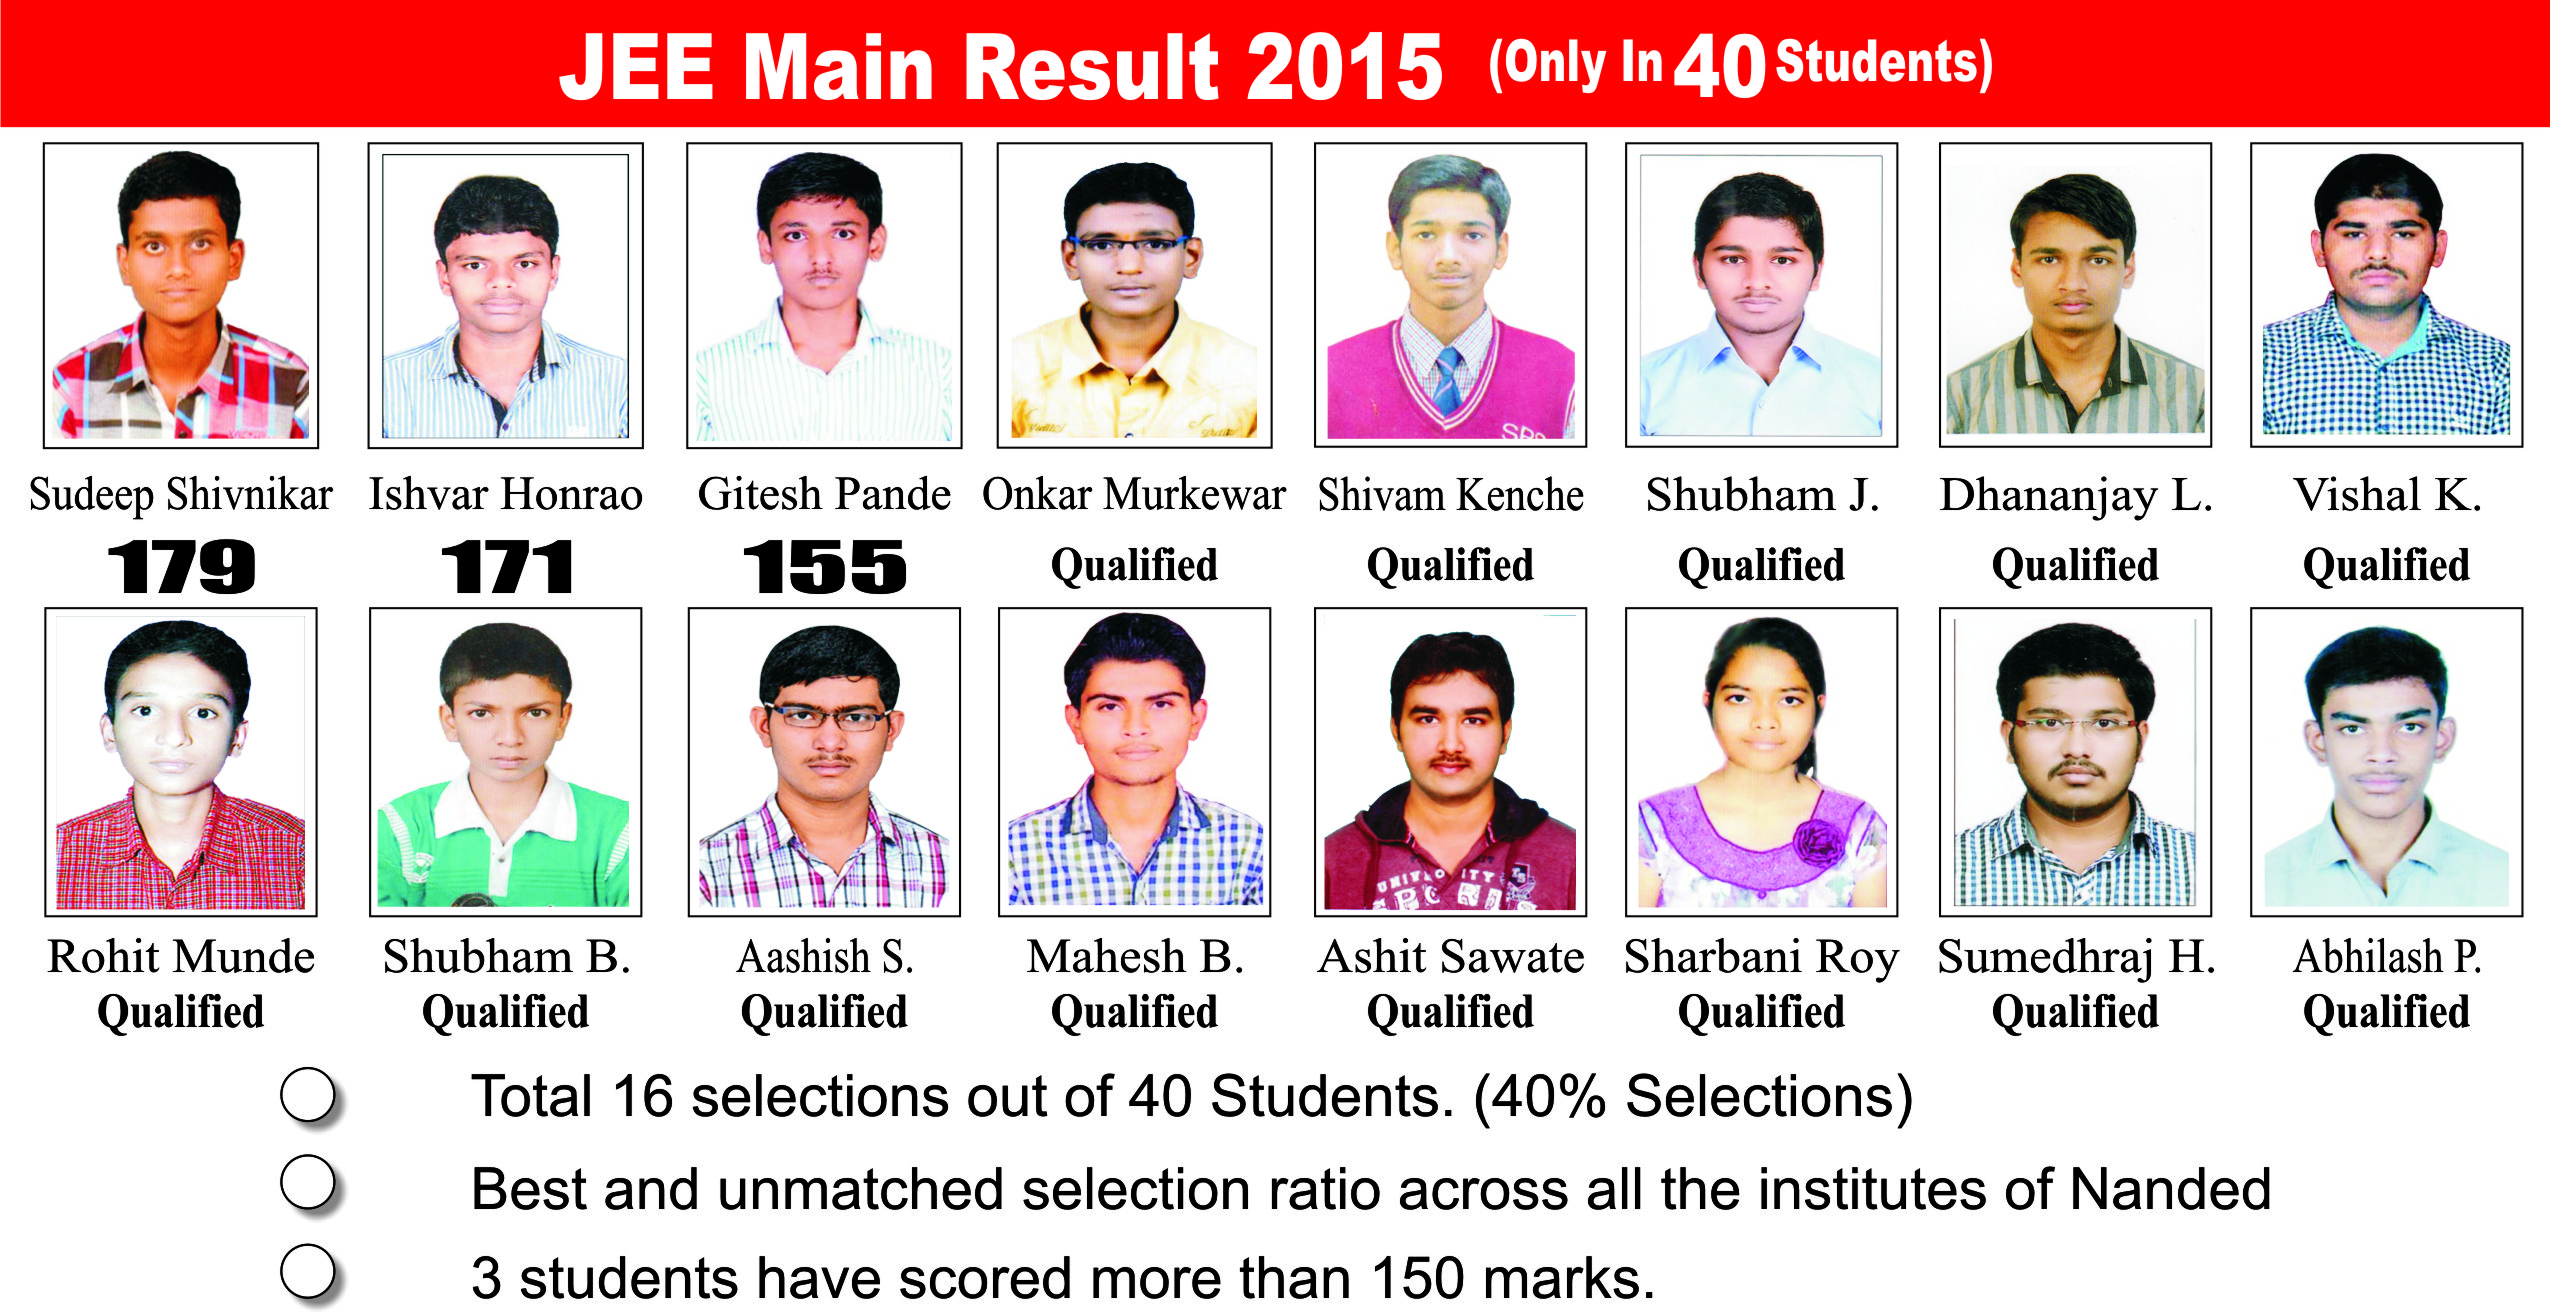 JEE Main Result 2015 (Only In 40 Students)
Sudeep Shivnikar Ishvar Honrao Gitesh Pande Onkar Murkewar Shivam Kenche Shubham J. Dhananjay L. Vishal K.
179 171 155 Qualified Qualified Qualified Qualified Qualified
Rohit Munde Shubham B. Aashish S. Mahesh B. Ashit Sawate Sharbani Roy Sumedhraj H. Abhilash P.
Qualified Qualified Qualified Qualified Qualified Qualified Qualified Qualified
Total 16 selections out of 40 Students. (40% Selections)
Best and unmatched selection ratio across all the institutes of Nanded
3 students have scored more than 150 marks.